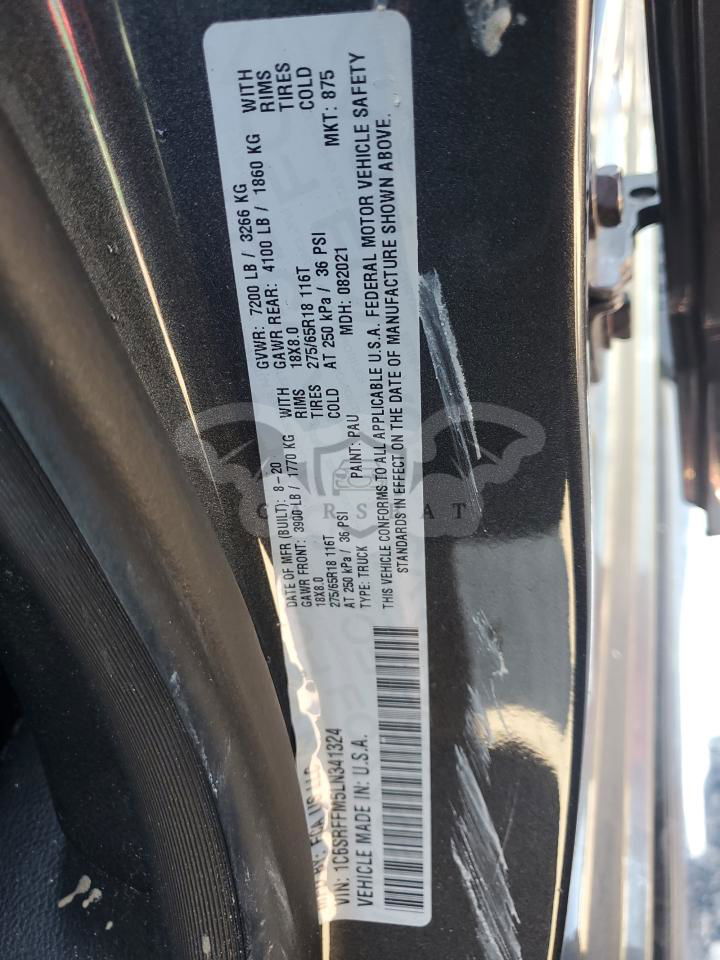 FCA US LLC
DATE OF MFR (BUILT): 8-20 GVWR: 7200 LB / 3266 KG
GAWR FRONT: 3900 LB / 1770 KG WITH GAWR REAR: 4100 LB / 1860 KG WITH
18X8.0 RIMS 18X8.0 RIMS
275/65R18 116T TIRES 275/65R18 116T TIRES
AT 250 kPa / 36 PSI COLD AT 250 kPa / 36 PSI COLD
TYPE: TRUCK PAINT: PAU MDH: 082021 MKT: 875
THIS VEHICLE CONFORMS TO ALL APPLICABLE U.S.A. FEDERAL MOTOR VEHICLE SAFETY
STANDARDS IN EFFECT ON THE DATE OF MANUFACTURE SHOWN ABOVE.
VIN: 1C6SRFFM5LN341324
VEHICLE MADE IN: U.S.A.